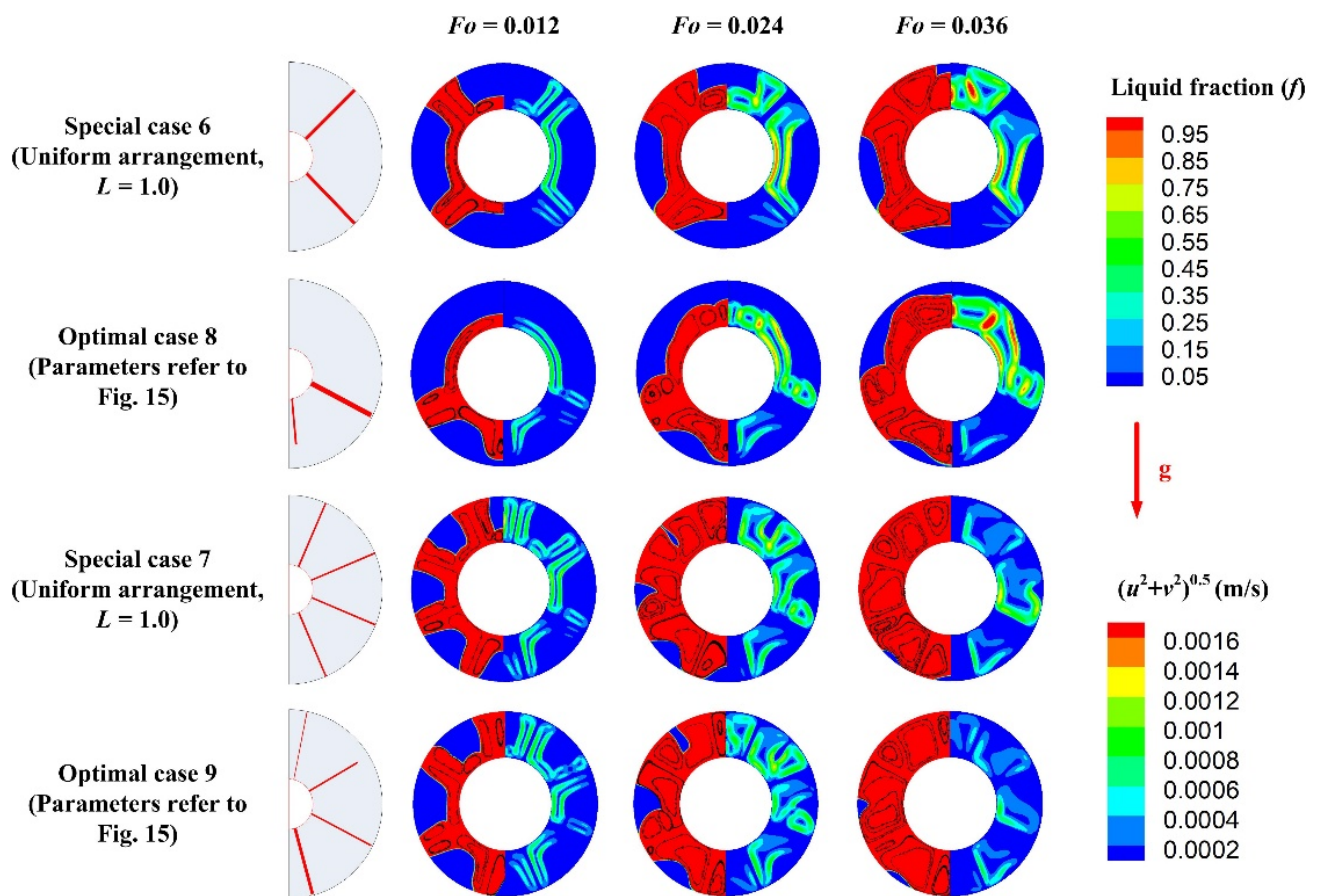 Fo = 0.012
Fo = 0.024
Fo = 0.036
Special case 6
(Uniform arrangement,
L = 1.0)
Optimal case 8
(Parameters refer to
Fig. 15)
Special case 7
(Uniform arrangement,
L = 1.0)
Optimal case 9
(Parameters refer to
Fig. 15)
Liquid fraction (f)
0.95
0.85
0.75
0.65
0.55
0.45
0.35
0.25
0.15
0.05
g
(u²+v²)⁰·⁵ (m/s)
0.0016
0.0014
0.0012
0.001
0.0008
0.0006
0.0004
0.0002